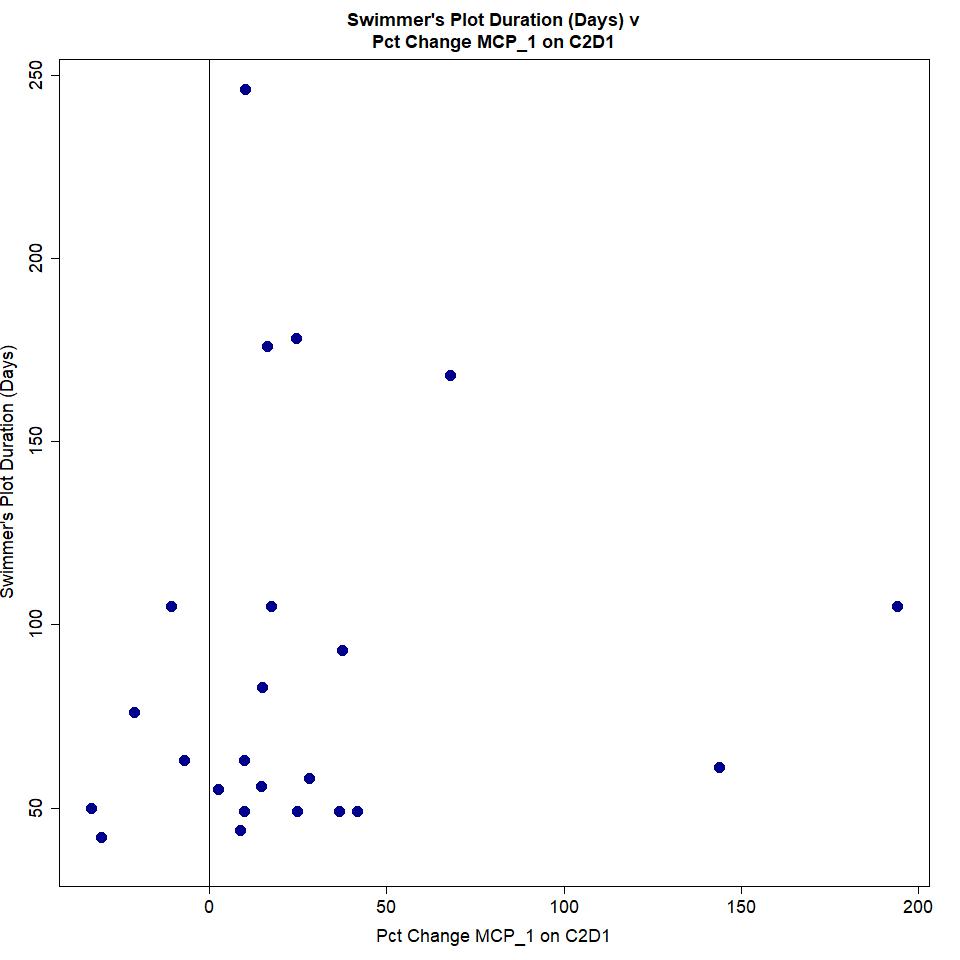 Swimmer's Plot Duration (Days) v
Pct Change MCP_1 on C2D1
Swimmer's Plot Duration (Days)
250
200
150
100
50
0
50
100
150
200
Pct Change MCP_1 on C2D1